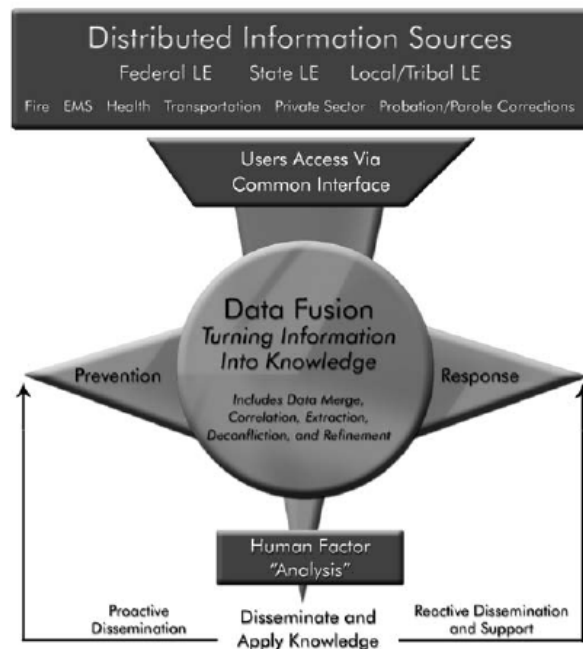 Distributed Information Sources
Federal LE State LE Local/Tribal LE
Fire EMS Health Transportation Private Sector Probation/Parole Corrections
Users Access Via
Common Interface
Data Fusion
Turning Information
Into Knowledge
Includes Data Merge,
Correlation, Extraction,
Deconfliction, and Refinement
Prevention
Response
Human Factor
"Analysis"
Proactive
Dissemination
Disseminate and
Apply Knowledge
Reactive Dissemination
and Support